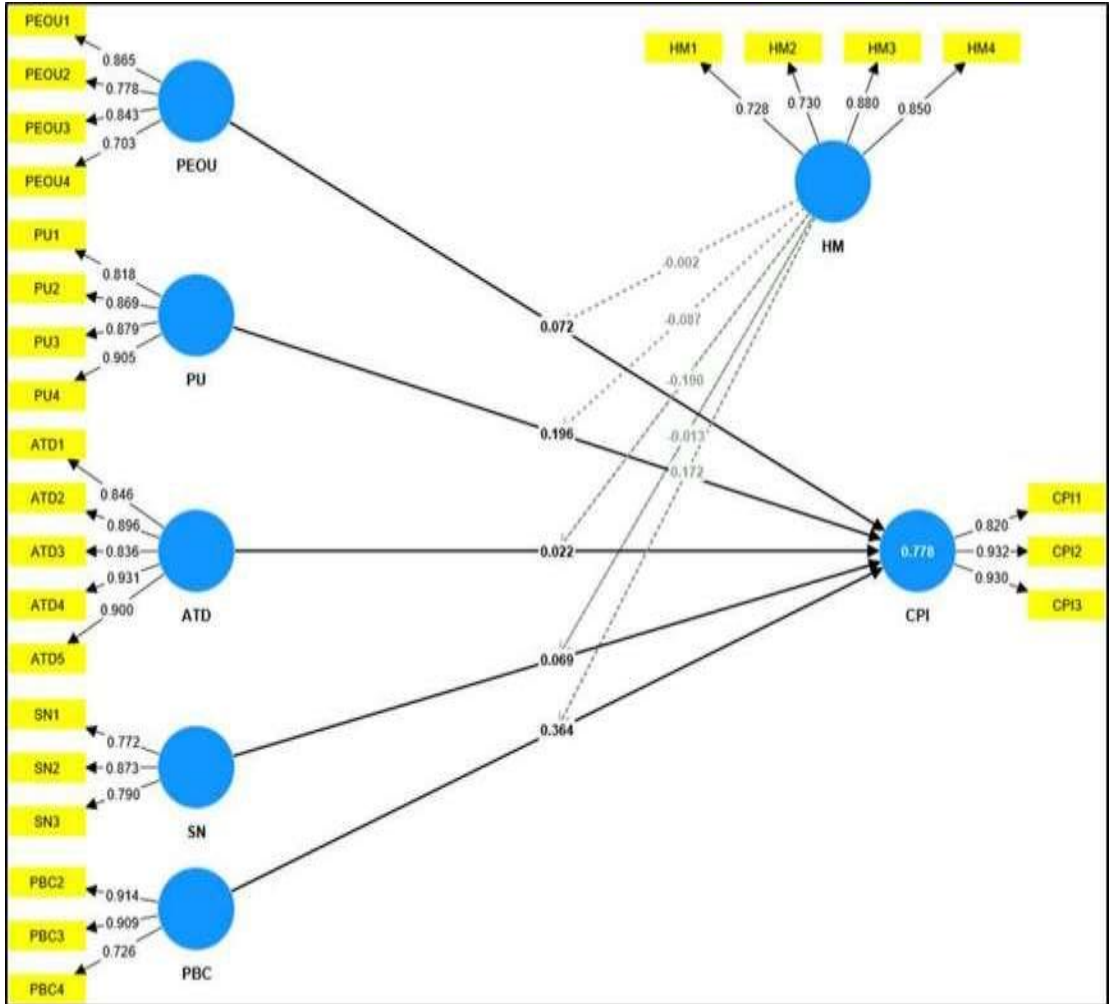 PEOU1
PEOU2
PEOU3
PEOU4
0.865
0.778
0.843
0.703
PEOU
PU1
PU2
PU3
PU4
0.818
0.869
0.879
0.905
PU
ATD1
ATD2
ATD3
ATD4
ATD5
0.846
0.896
0.836
0.931
0.900
ATD
SN1
SN2
SN3
0.772
0.873
0.790
SN
PBC2
PBC3
PBC4
0.914
0.909
0.726
PBC
HM1 HM2 HM3 HM4
0.728 0.730 0.880 0.850
HM
-0.002
-0.087
-0.190
-0.013
0.172
0.072
0.196
0.022
0.069
0.364
0.778
CPI
0.820
0.932
0.930
CPI1
CPI2
CPI3